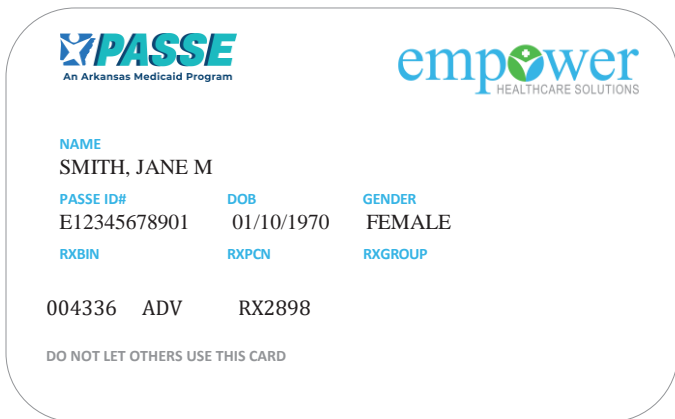 PASSE
An Arkansas Medicaid Program
empower
HEALTHCARE SOLUTIONS
NAME
SMITH, JANE M
PASSE ID# DOB GENDER
E12345678901 01/10/1970 FEMALE
RXBIN RXPCN RXGROUP
004336 ADV RX2898
DO NOT LET OTHERS USE THIS CARD